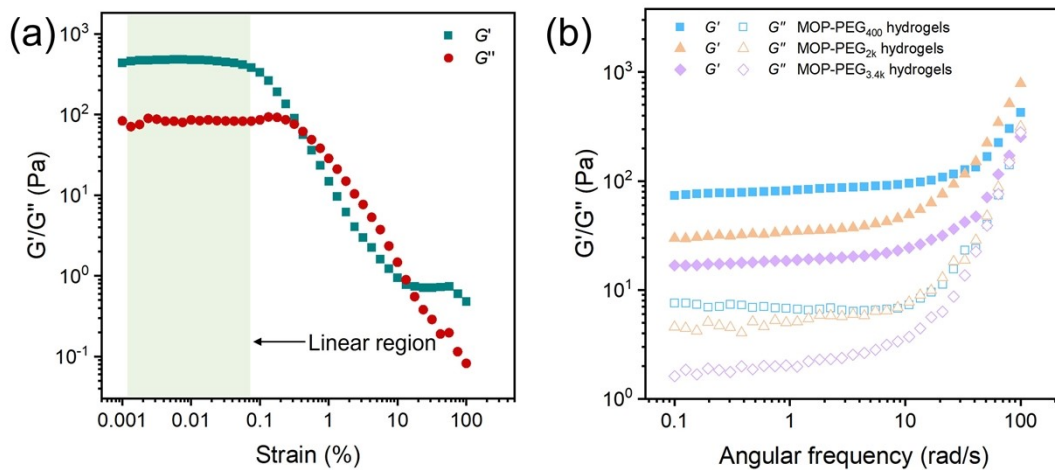 (a)
G'
G''
10³
10²
10¹
10⁰
10⁻¹
G'/G'' (Pa)
Linear region
0.001 0.01 0.1 1 10 100
Strain (%)
(b)
G' G'' MOP-PEG₄₀₀ hydrogels
G' G'' MOP-PEG₂ₖ hydrogels
G' G'' MOP-PEG₃.₄ₖ hydrogels
10³
10²
10¹
10⁰
G'/G'' (Pa)
0.1 1 10 100
Angular frequency (rad/s)